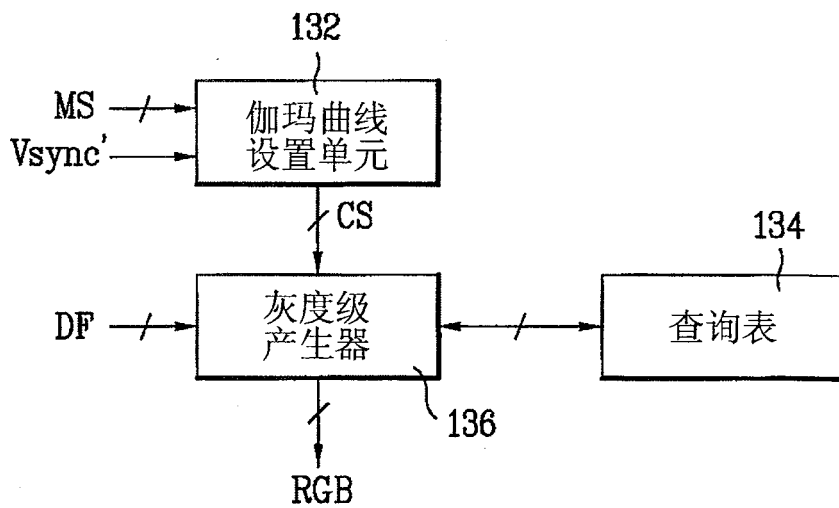 132
MS
Vsync'
伽玛曲线
设置单元
CS
134
DF
灰度级
产生器
查询表
136
RGB